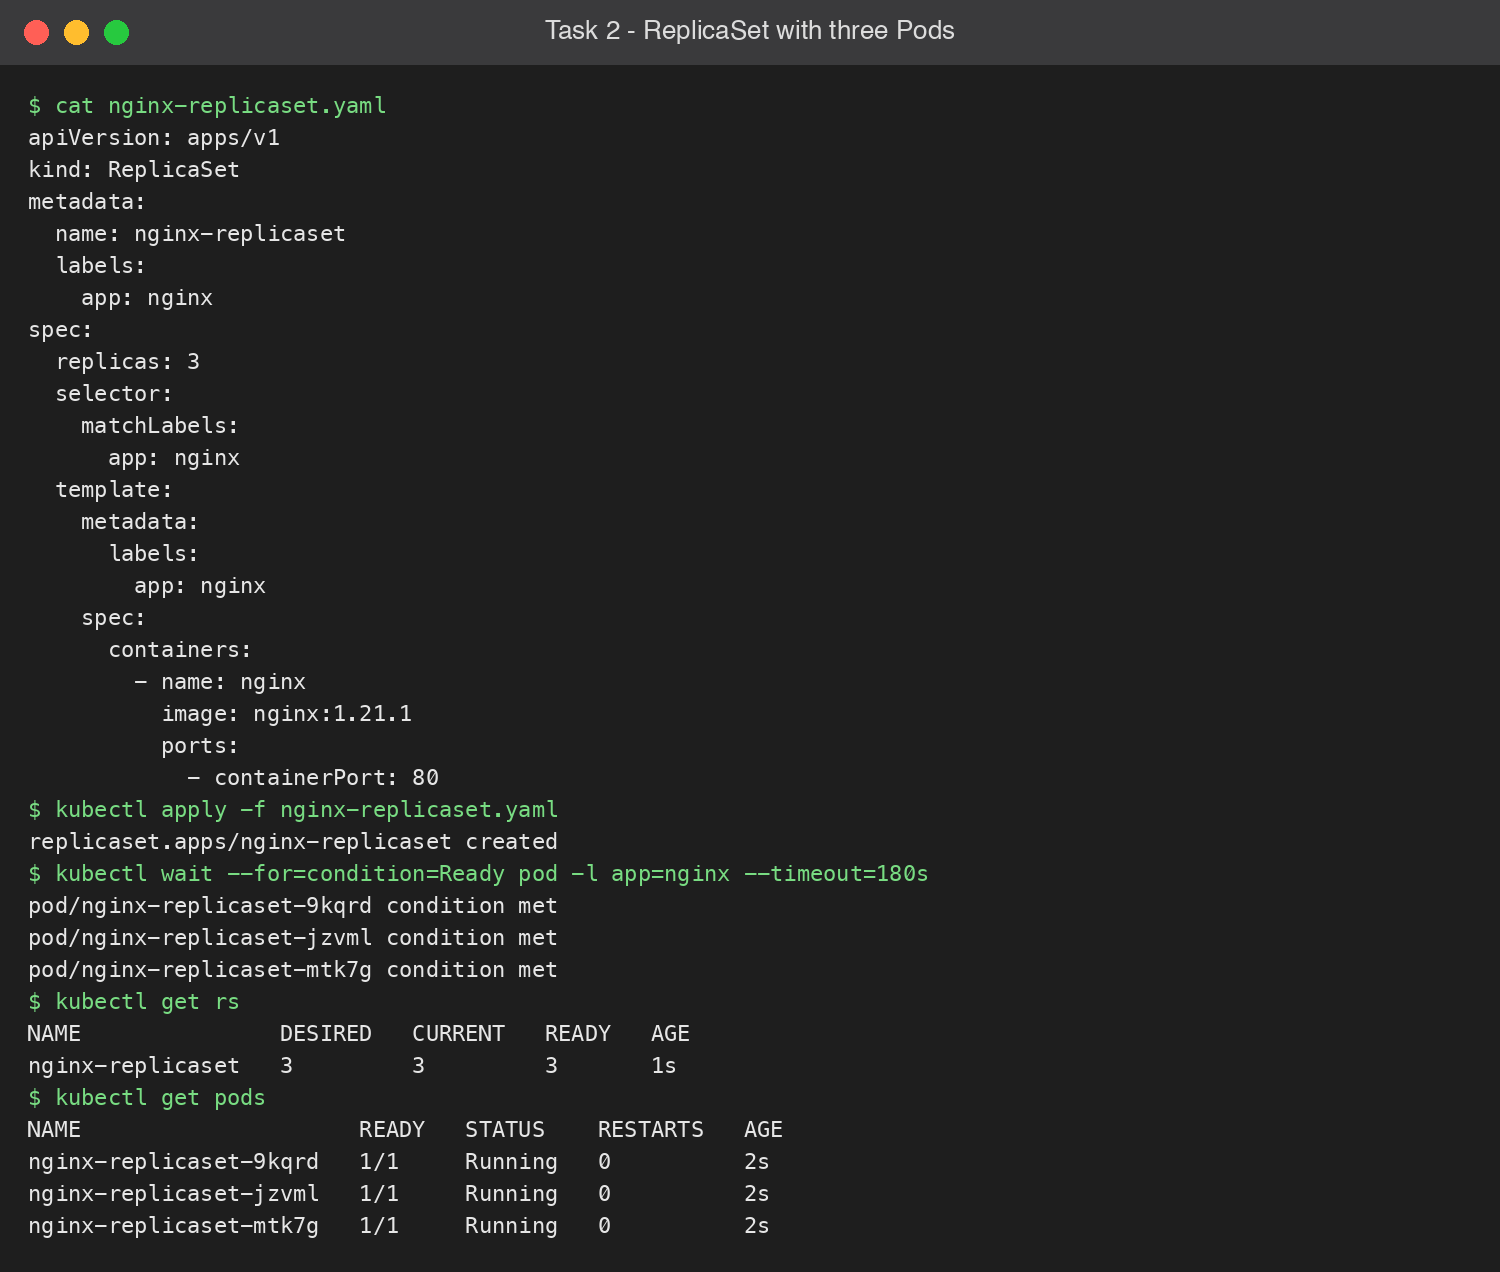 Task 2 - ReplicaSet with three Pods
$ cat nginx-replicaset.yaml
apiVersion: apps/v1
kind: ReplicaSet
metadata:
  name: nginx-replicaset
  labels:
    app: nginx
spec:
  replicas: 3
  selector:
    matchLabels:
      app: nginx
  template:
    metadata:
      labels:
        app: nginx
    spec:
      containers:
        - name: nginx
          image: nginx:1.21.1
          ports:
            - containerPort: 80
$ kubectl apply -f nginx-replicaset.yaml
replicaset.apps/nginx-replicaset created
$ kubectl wait --for=condition=Ready pod -l app=nginx --timeout=180s
pod/nginx-replicaset-9kqrd condition met
pod/nginx-replicaset-jzvml condition met
pod/nginx-replicaset-mtk7g condition met
$ kubectl get rs
NAME               DESIRED   CURRENT   READY   AGE
nginx-replicaset   3         3         3       1s
$ kubectl get pods
NAME                     READY   STATUS    RESTARTS   AGE
nginx-replicaset-9kqrd   1/1     Running   0          2s
nginx-replicaset-jzvml   1/1     Running   0          2s
nginx-replicaset-mtk7g   1/1     Running   0          2s